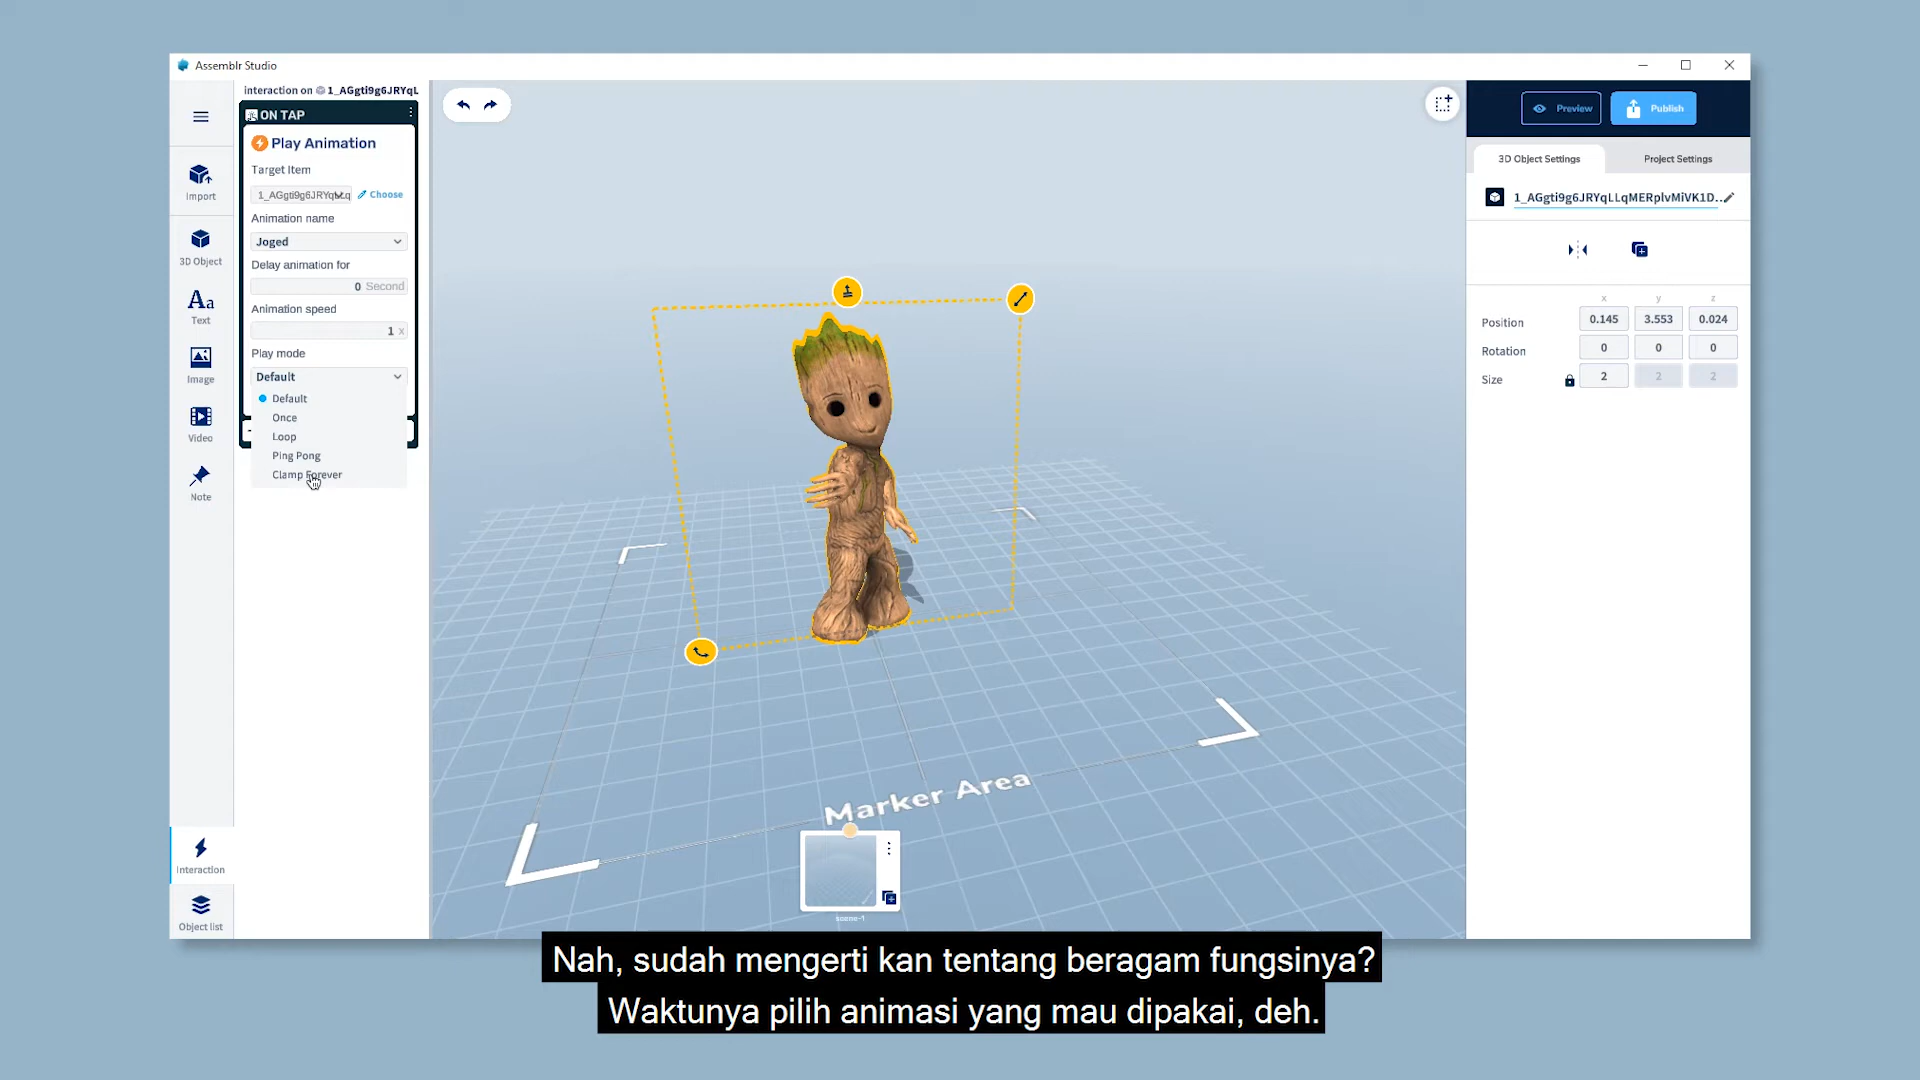 Assemblr Studio
interaction on 1_AGgti9g6JRYqL
ON TAP
Play Animation
Target Item
Choose
Animation name
Joged
Delay animation for
0 Second
Animation speed
1 x
Play mode
Default
Default
Once
Loop
Ping Pong
Clamp Forever
Import
3D Object
Aa
Text
Image
Video
Note
Interaction
Object list
Marker Area
scene-1
Preview
Publish
3D Object Settings
Project Settings
1_AGgti9g6JRYqLLqMERplvMiVK1D...
x y z
Position 0.145 3.553 0.024
Rotation 0 0 0
Size 2 2 2
Nah, sudah mengerti kan tentang beragam fungsinya?
Waktunya pilih animasi yang mau dipakai, deh.